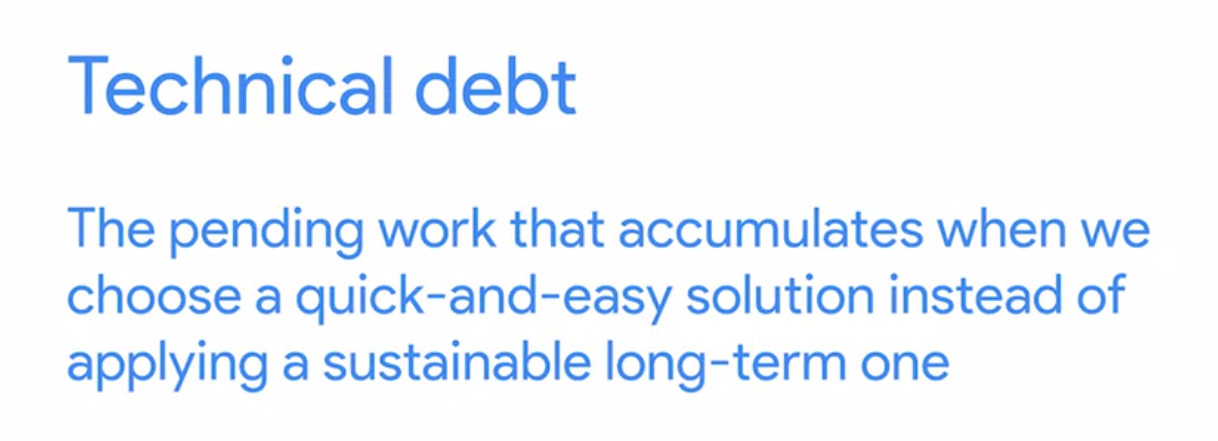 Technical debt
The pending work that accumulates when we
choose a quick-and-easy solution instead of
applying a sustainable long-term one